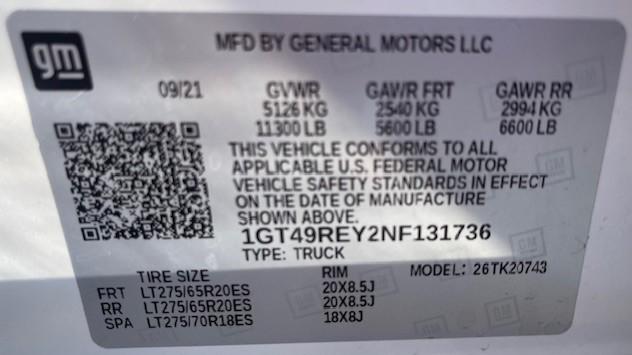 gm
MFD BY GENERAL MOTORS LLC
09/21 GVWR GAWR FRT GAWR RR
5126 KG 2540 KG 2994 KG
11300 LB 5600 LB 6600 LB
THIS VEHICLE CONFORMS TO ALL
APPLICABLE U.S. FEDERAL MOTOR
VEHICLE SAFETY STANDARDS IN EFFECT
ON THE DATE OF MANUFACTURE
SHOWN ABOVE.
1GT49REY2NF131736
TYPE: TRUCK
TIRE SIZE RIM MODEL: 26TK20743
FRT LT275/65R20ES 20X8.5J
RR LT275/65R20ES 20X8.5J
SPA LT275/70R18ES 18X8J